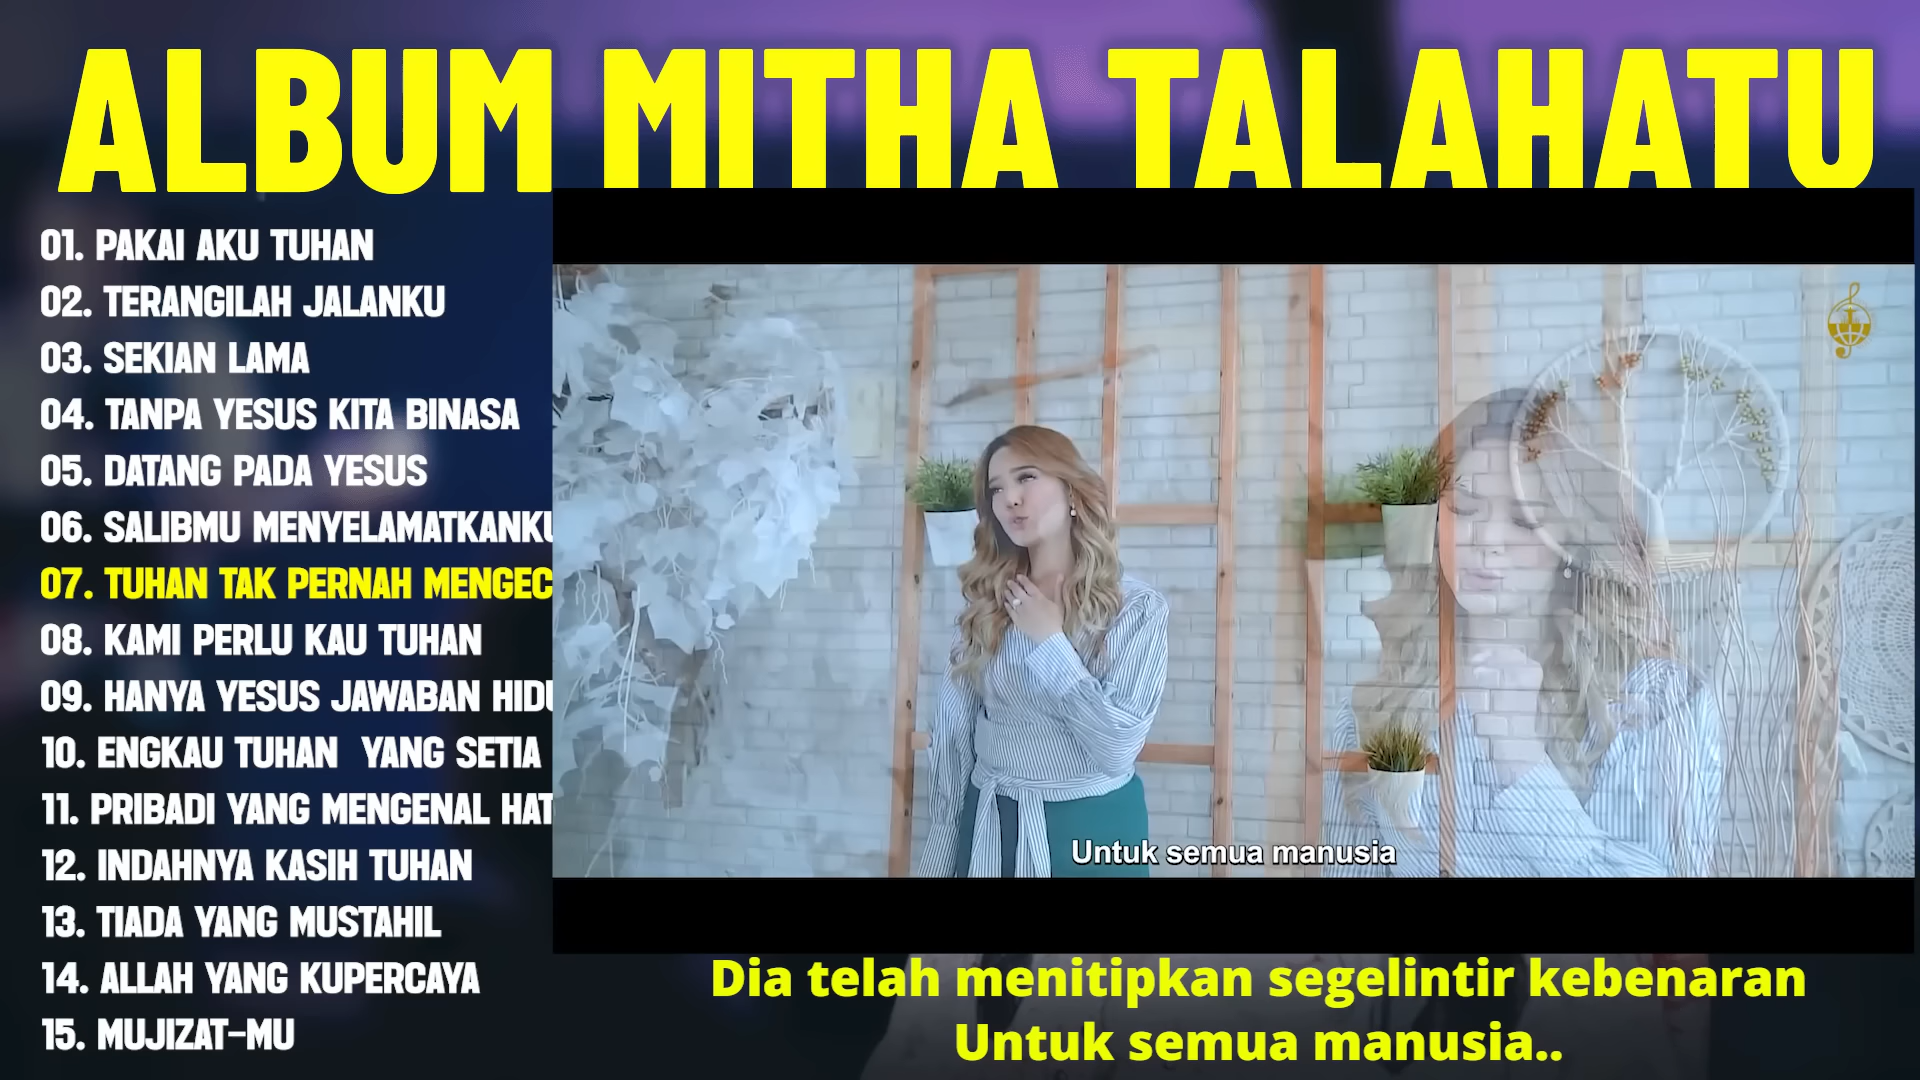 ALBUM MITHA TALAHATU
01. PAKAI AKU TUHAN
02. TERANGILAH JALANKU
03. SEKIAN LAMA
04. TANPA YESUS KITA BINASA
05. DATANG PADA YESUS
06. SALIBMU MENYELAMATKANKU
07. TUHAN TAK PERNAH MENGEC
08. KAMI PERLU KAU TUHAN
09. HANYA YESUS JAWABAN HIDU
10. ENGKAU TUHAN YANG SETIA
11. PRIBADI YANG MENGENAL HAT
12. INDAHNYA KASIH TUHAN
13. TIADA YANG MUSTAHIL
14. ALLAH YANG KUPERCAYA
15. MUJIZAT-MU
Untuk semua manusia
Dia telah menitipkan segelintir kebenaran
Untuk semua manusia..